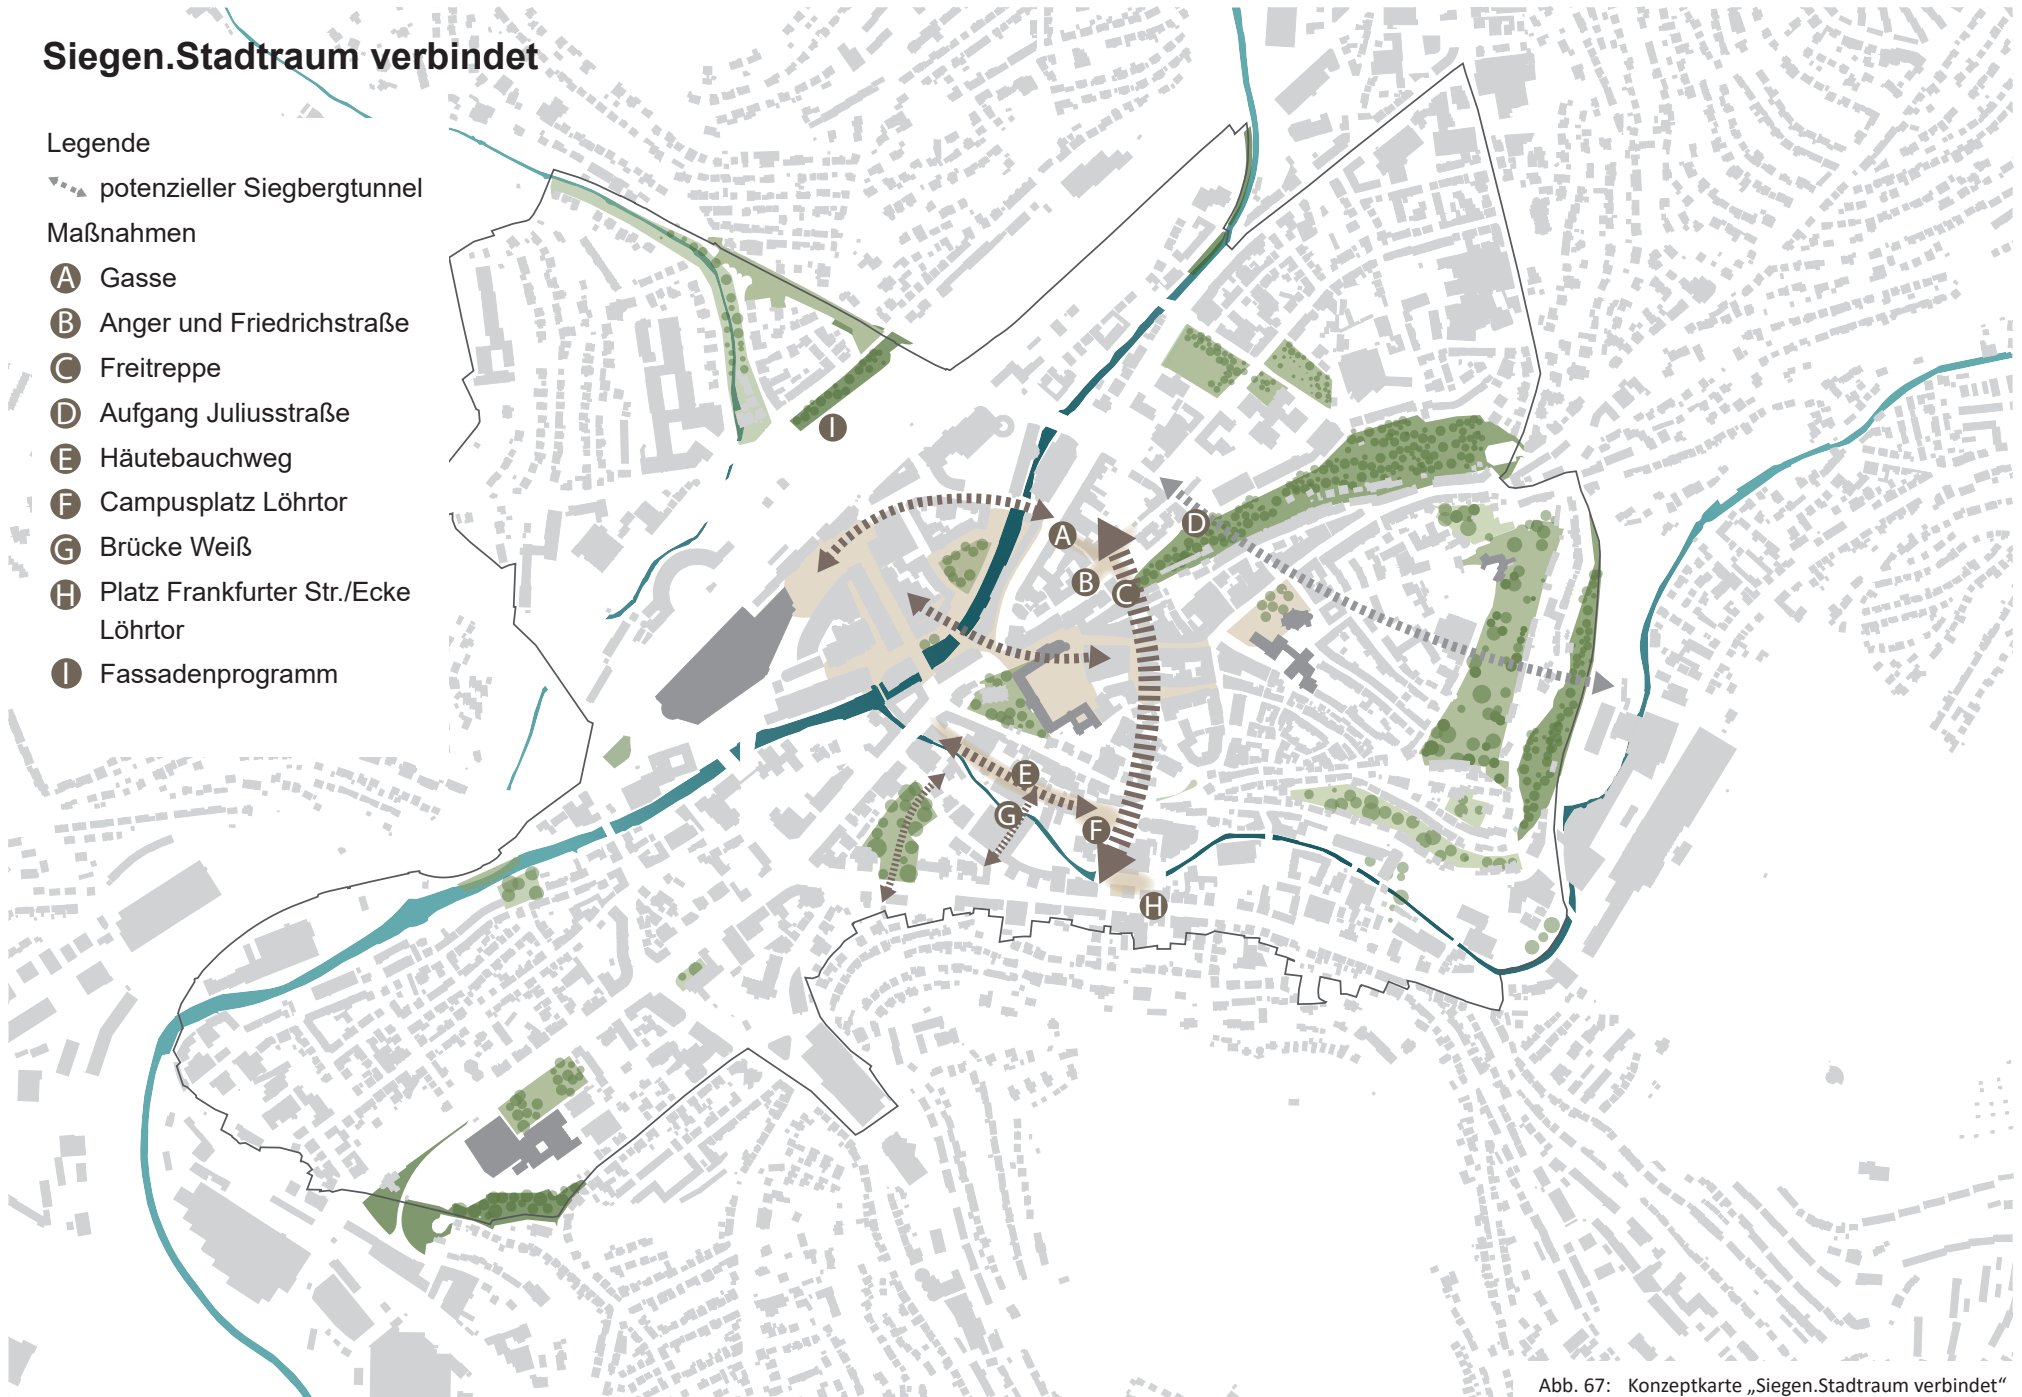 Siegen.Stadtraum verbindet
Legende
potenzieller Siegbergtunnel
Maßnahmen
A Gasse
B Anger und Friedrichstraße
C Freitreppe
D Aufgang Juliusstraße
E Häutebauchweg
F Campusplatz Löhrtor
G Brücke Weiß
H Platz Frankfurter Str./Ecke
Löhrtor
I Fassadenprogramm
I
A
D
B
C
E
G
F
H
Abb. 67: Konzeptkarte „Siegen.Stadtraum verbindet“